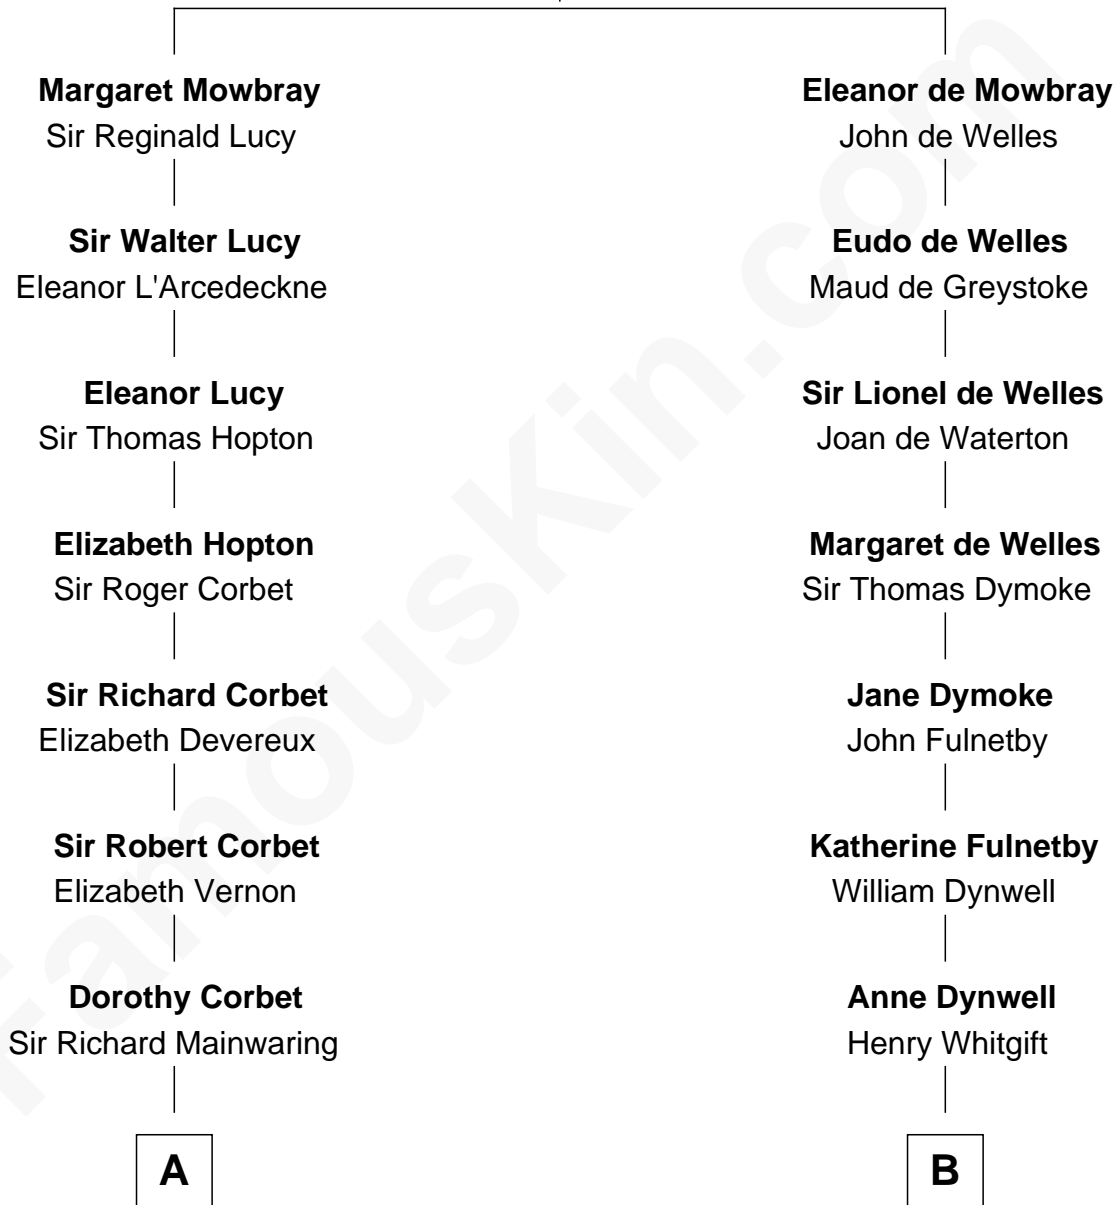 Margaret Mowbray
Sir Reginald Lucy
Sir Walter Lucy
Eleanor L'Arcedeckne
Eleanor Lucy
Sir Thomas Hopton
Elizabeth Hopton
Sir Roger Corbet
Sir Richard Corbet
Elizabeth Devereux
Sir Robert Corbet
Elizabeth Vernon
Dorothy Corbet
Sir Richard Mainwaring
A
Eleanor de Mowbray
John de Welles
Eudo de Welles
Maud de Greystoke
Sir Lionel de Welles
Joan de Waterton
Margaret de Welles
Sir Thomas Dymoke
Jane Dymoke
John Fulnetby
Katherine Fulnetby
William Dynwell
Anne Dynwell
Henry Whitgift
B
FamousKin.com